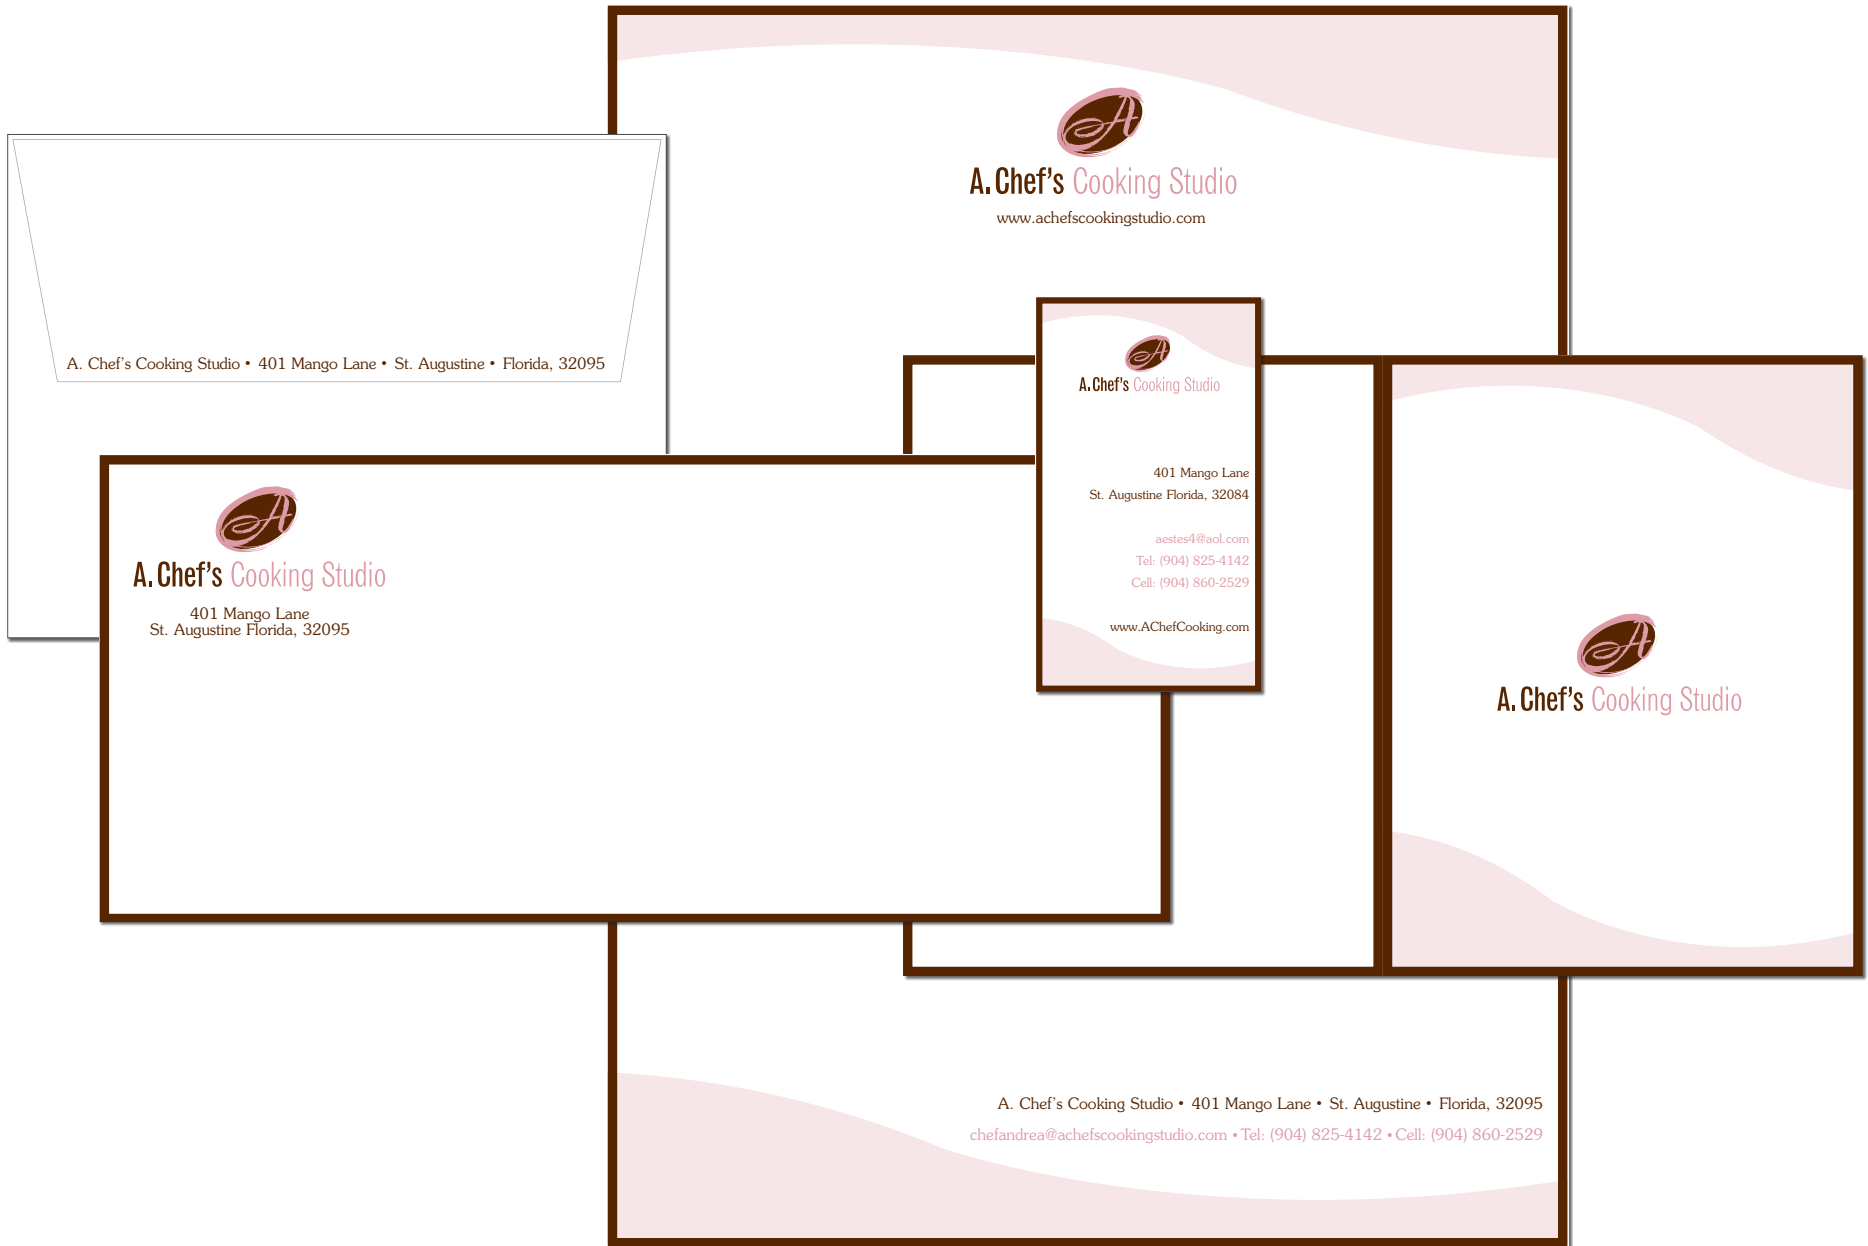 A. Chef's Cooking Studio
www.achefscookingstudio.com
A. Chef's Cooking Studio • 401 Mango Lane • St. Augustine • Florida, 32095
A. Chef's Cooking Studio
401 Mango Lane
St. Augustine Florida, 32095
A. Chef's Cooking Studio
401 Mango Lane
St. Augustine Florida, 32084
aestes4@aol.com
Tel: (904) 825-4142
Cell: (904) 860-2529
www.AChefCooking.com
A. Chef's Cooking Studio
A. Chef's Cooking Studio • 401 Mango Lane • St. Augustine • Florida, 32095
chefandrea@achefscookingstudio.com • Tel: (904) 825-4142 • Cell: (904) 860-2529